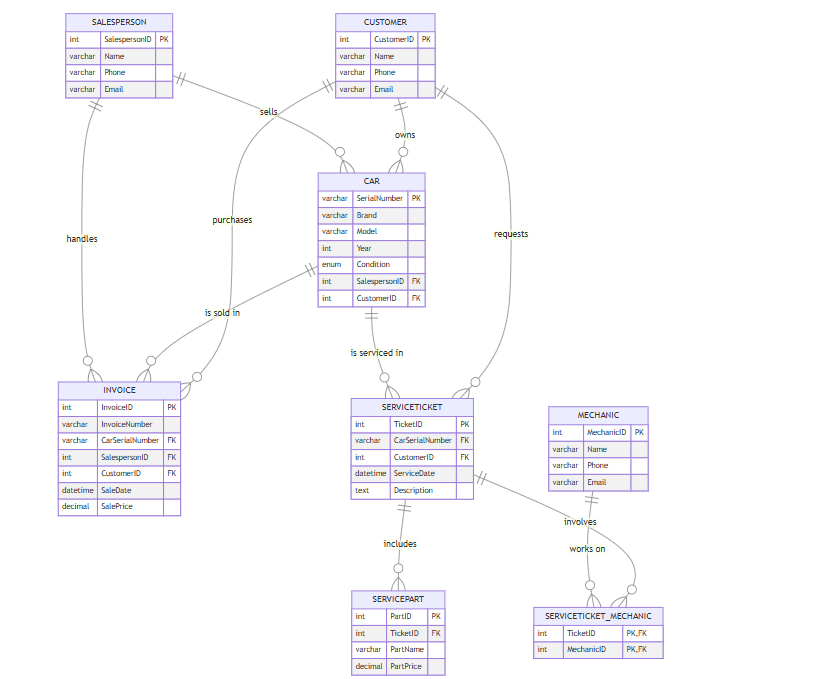 SALESPERSON
int SalespersonID PK
varchar Name
varchar Phone
varchar Email
CUSTOMER
int CustomerID PK
varchar Name
varchar Phone
varchar Email
sells
owns
CAR
varchar SerialNumber PK
varchar Brand
varchar Model
int Year
enum Condition
int SalespersonID FK
int CustomerID FK
purchases
handles
requests
is sold in
is serviced in
INVOICE
int InvoiceID PK
varchar InvoiceNumber
varchar CarSerialNumber FK
int SalespersonID FK
int CustomerID FK
datetime SaleDate
decimal SalePrice
SERVICETICKET
int TicketID PK
varchar CarSerialNumber FK
int CustomerID FK
datetime ServiceDate
text Description
MECHANIC
int MechanicID PK
varchar Name
varchar Phone
varchar Email
involves
includes
works on
SERVICEPART
int PartID PK
int TicketID FK
varchar PartName
decimal PartPrice
SERVICETICKET_MECHANIC
int TicketID PK,FK
int MechanicID PK,FK